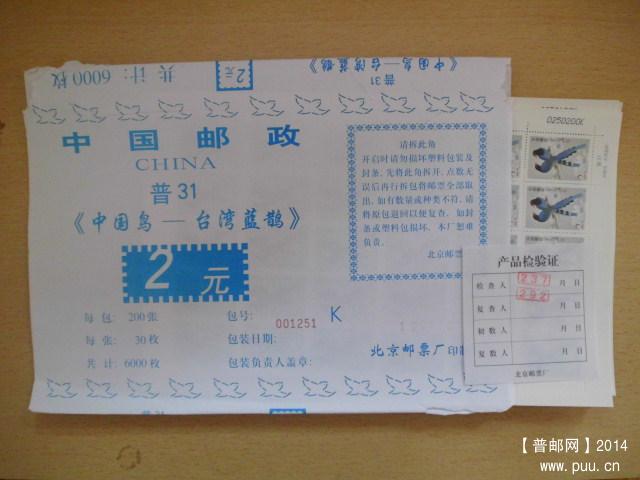 共 计: 6000枚
2元
普 31
《中国鸟—台湾蓝鹊》
中 国 邮 政
CHINA
普31
《中国鸟—台湾蓝鹊》
2 元
每 包: 200张
每 张: 30枚
共 计: 6000枚
包号: 001251 K
包装日期:
包装负责人盖章:
请拆此角
开启时请勿损坏塑料包装及
封条. 先将此角拆开. 点数无
误后再行拆包将邮票全部取
出. 如有数量或种类不符. 请
将原包退回以便复查. 如封
条或塑料包损坏. 本厂恕难
负责.
北京邮票
北京邮票厂印制
0250200K
产品检验证
检查人 237 月 日
292
复查人 月 日
初数人 月 日
复数人 月 日
北京邮票厂
普31
【普邮网】2014
www.puu.cn